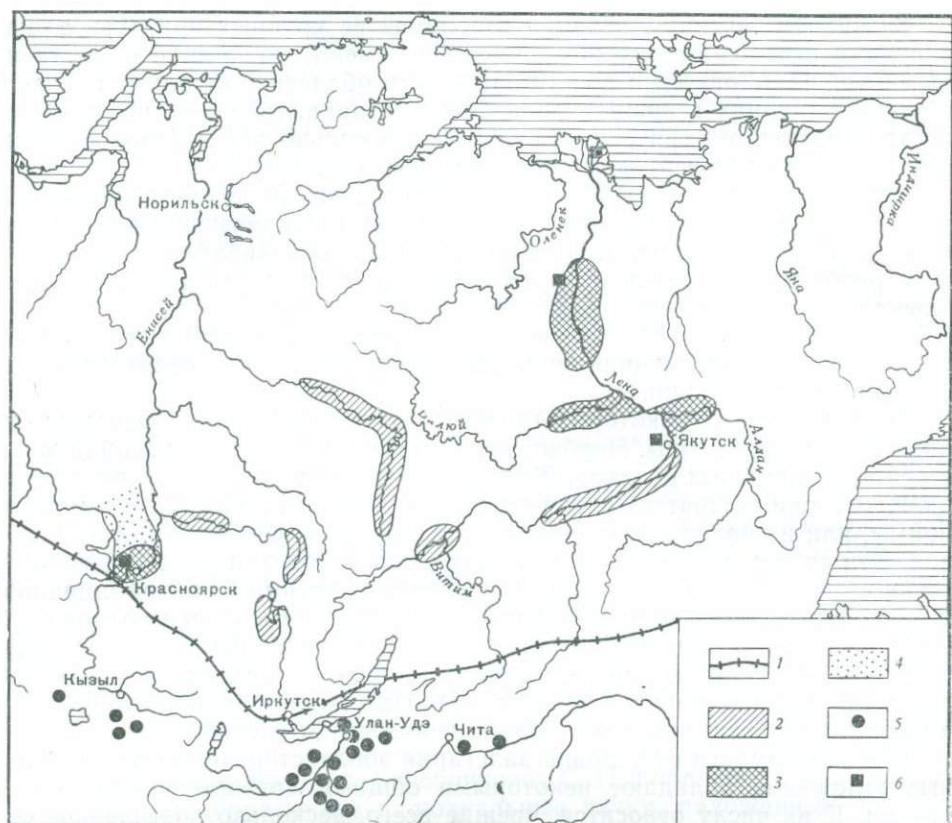 Норильск
Оленек
Индигирка
Яна
Енисей
Лена
Вилюй
Якутск
Алдан
Витим
Красноярск
Кызыл
Иркутск
Улан-Удэ
Чита
1
4
2
5
3
6